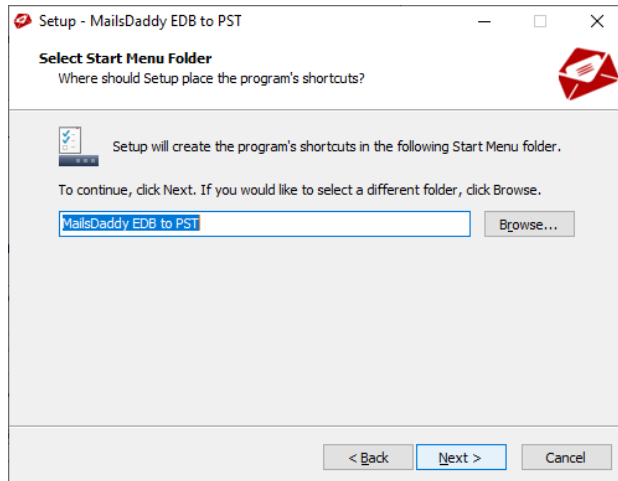 Setup - MailsDaddy EDB to PST
Select Start Menu Folder
Where should Setup place the program's shortcuts?
Setup will create the program's shortcuts in the following Start Menu folder.
To continue, click Next. If you would like to select a different folder, click Browse.
MailsDaddy EDB to PST
Browse...
< Back
Next >
Cancel